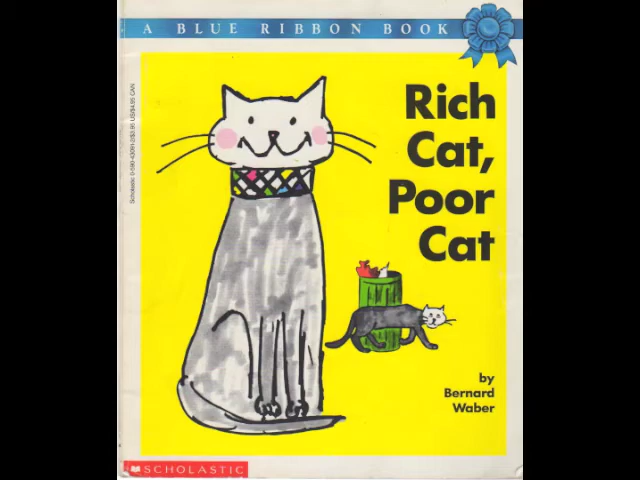 A BLUE RIBBON BOOK
Rich
Cat,
Poor
Cat
by
Bernard
Waber
SCHOLASTIC